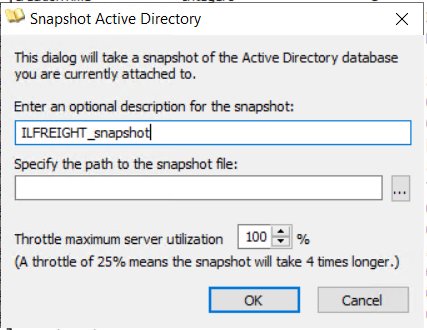 Snapshot Active Directory
This dialog will take a snapshot of the Active Directory database
you are currently attached to.
Enter an optional description for the snapshot:
ILFREIGHT_snapshot
Specify the path to the snapshot file:
...
Throttle maximum server utilization 100 %
(A throttle of 25% means the snapshot will take 4 times longer.)
OK Cancel